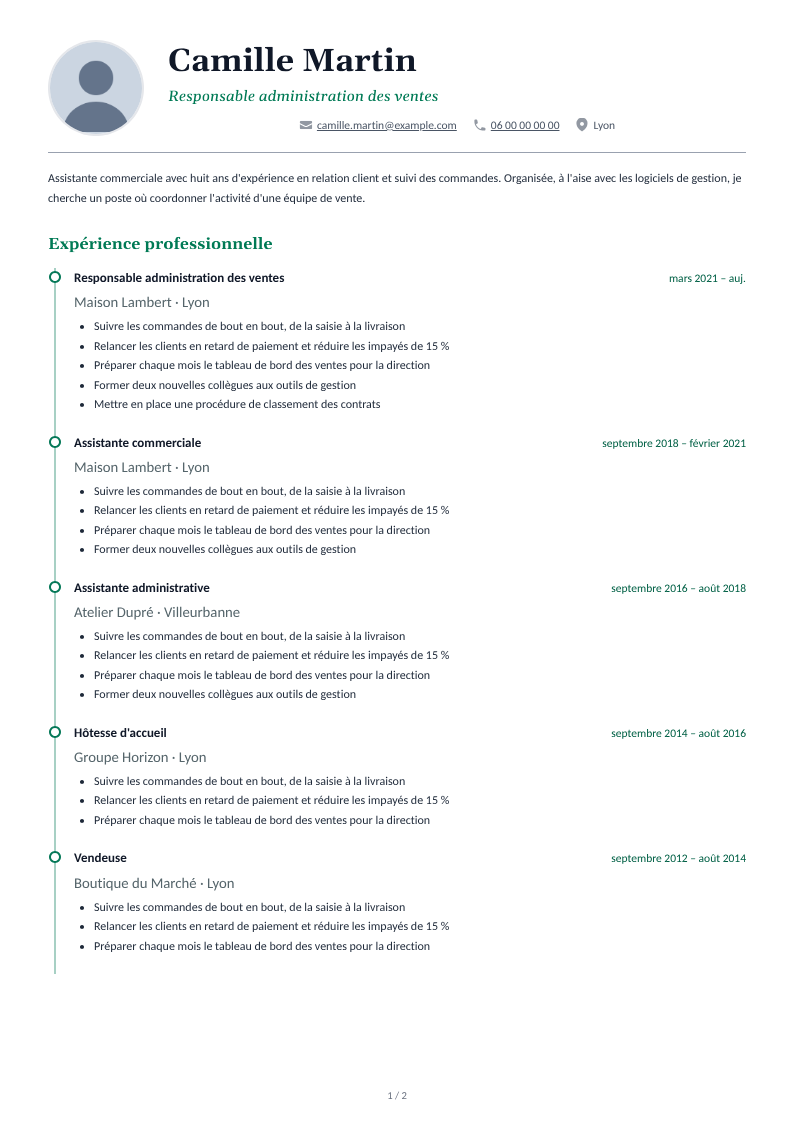 Camille Martin
Responsable administration des ventes
camille.martin@example.com 06 00 00 00 00 Lyon
Assistante commerciale avec huit ans d'expérience en relation client et suivi des commandes. Organisée, à l'aise avec les logiciels de gestion, je
cherche un poste où coordonner l'activité d'une équipe de vente.
Expérience professionnelle
Responsable administration des ventes mars 2021 – auj.
Maison Lambert · Lyon
• Suivre les commandes de bout en bout, de la saisie à la livraison
• Relancer les clients en retard de paiement et réduire les impayés de 15 %
• Préparer chaque mois le tableau de bord des ventes pour la direction
• Former deux nouvelles collègues aux outils de gestion
• Mettre en place une procédure de classement des contrats
Assistante commerciale septembre 2018 – février 2021
Maison Lambert · Lyon
• Suivre les commandes de bout en bout, de la saisie à la livraison
• Relancer les clients en retard de paiement et réduire les impayés de 15 %
• Préparer chaque mois le tableau de bord des ventes pour la direction
• Former deux nouvelles collègues aux outils de gestion
Assistante administrative septembre 2016 – août 2018
Atelier Dupré · Villeurbanne
• Suivre les commandes de bout en bout, de la saisie à la livraison
• Relancer les clients en retard de paiement et réduire les impayés de 15 %
• Préparer chaque mois le tableau de bord des ventes pour la direction
• Former deux nouvelles collègues aux outils de gestion
Hôtesse d'accueil septembre 2014 – août 2016
Groupe Horizon · Lyon
• Suivre les commandes de bout en bout, de la saisie à la livraison
• Relancer les clients en retard de paiement et réduire les impayés de 15 %
• Préparer chaque mois le tableau de bord des ventes pour la direction
Vendeuse septembre 2012 – août 2014
Boutique du Marché · Lyon
• Suivre les commandes de bout en bout, de la saisie à la livraison
• Relancer les clients en retard de paiement et réduire les impayés de 15 %
• Préparer chaque mois le tableau de bord des ventes pour la direction
1 / 2